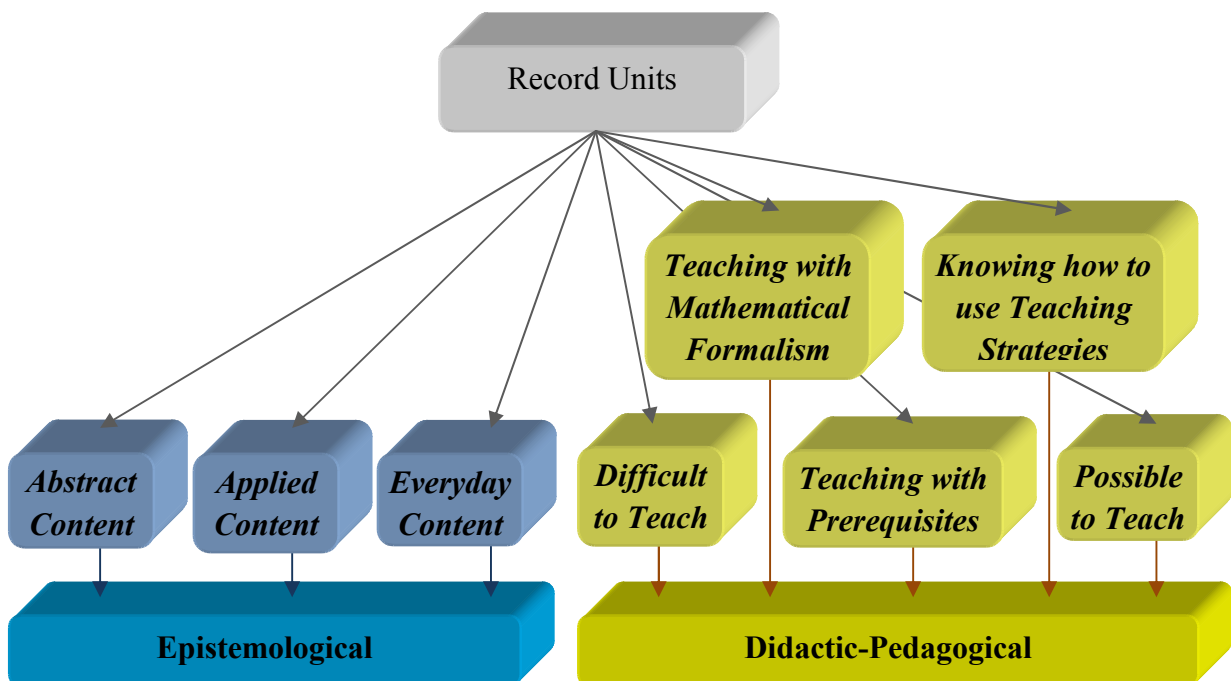 Record Units
Teaching with
Mathematical
Formalism
Knowing how to
use Teaching
Strategies
Abstract
Content
Applied
Content
Everyday
Content
Difficult
to Teach
Teaching with
Prerequisites
Possible
to Teach
Epistemological
Didactic-Pedagogical